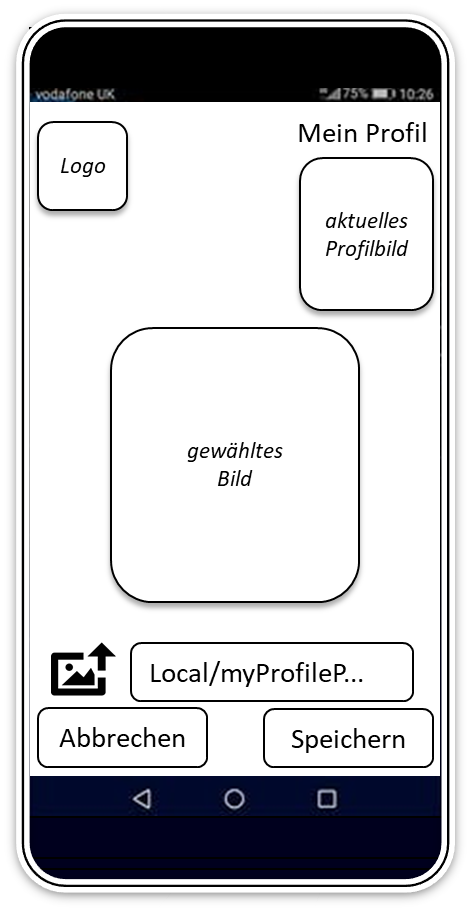 vodafone UK 75% 10:26
Mein Profil
Logo
aktuelles
Profilbild
gewähltes
Bild
Local/myProfileP...
Abbrechen Speichern